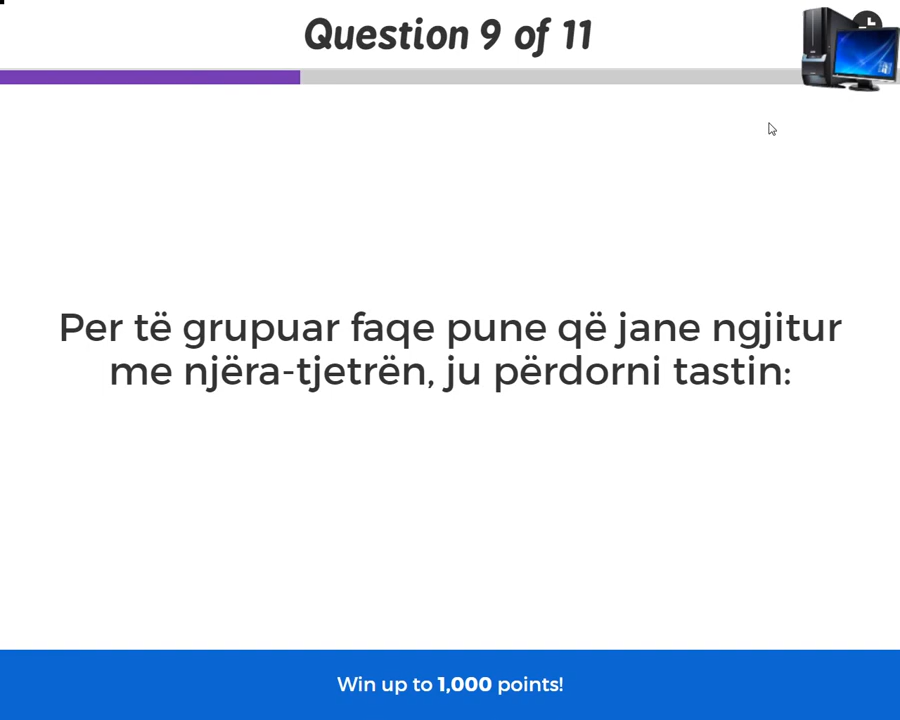 Question 9 of 11
Per të grupuar faqe pune që jane ngjitur
me njëra-tjetrën, ju përdorni tastin:
Win up to 1,000 points!